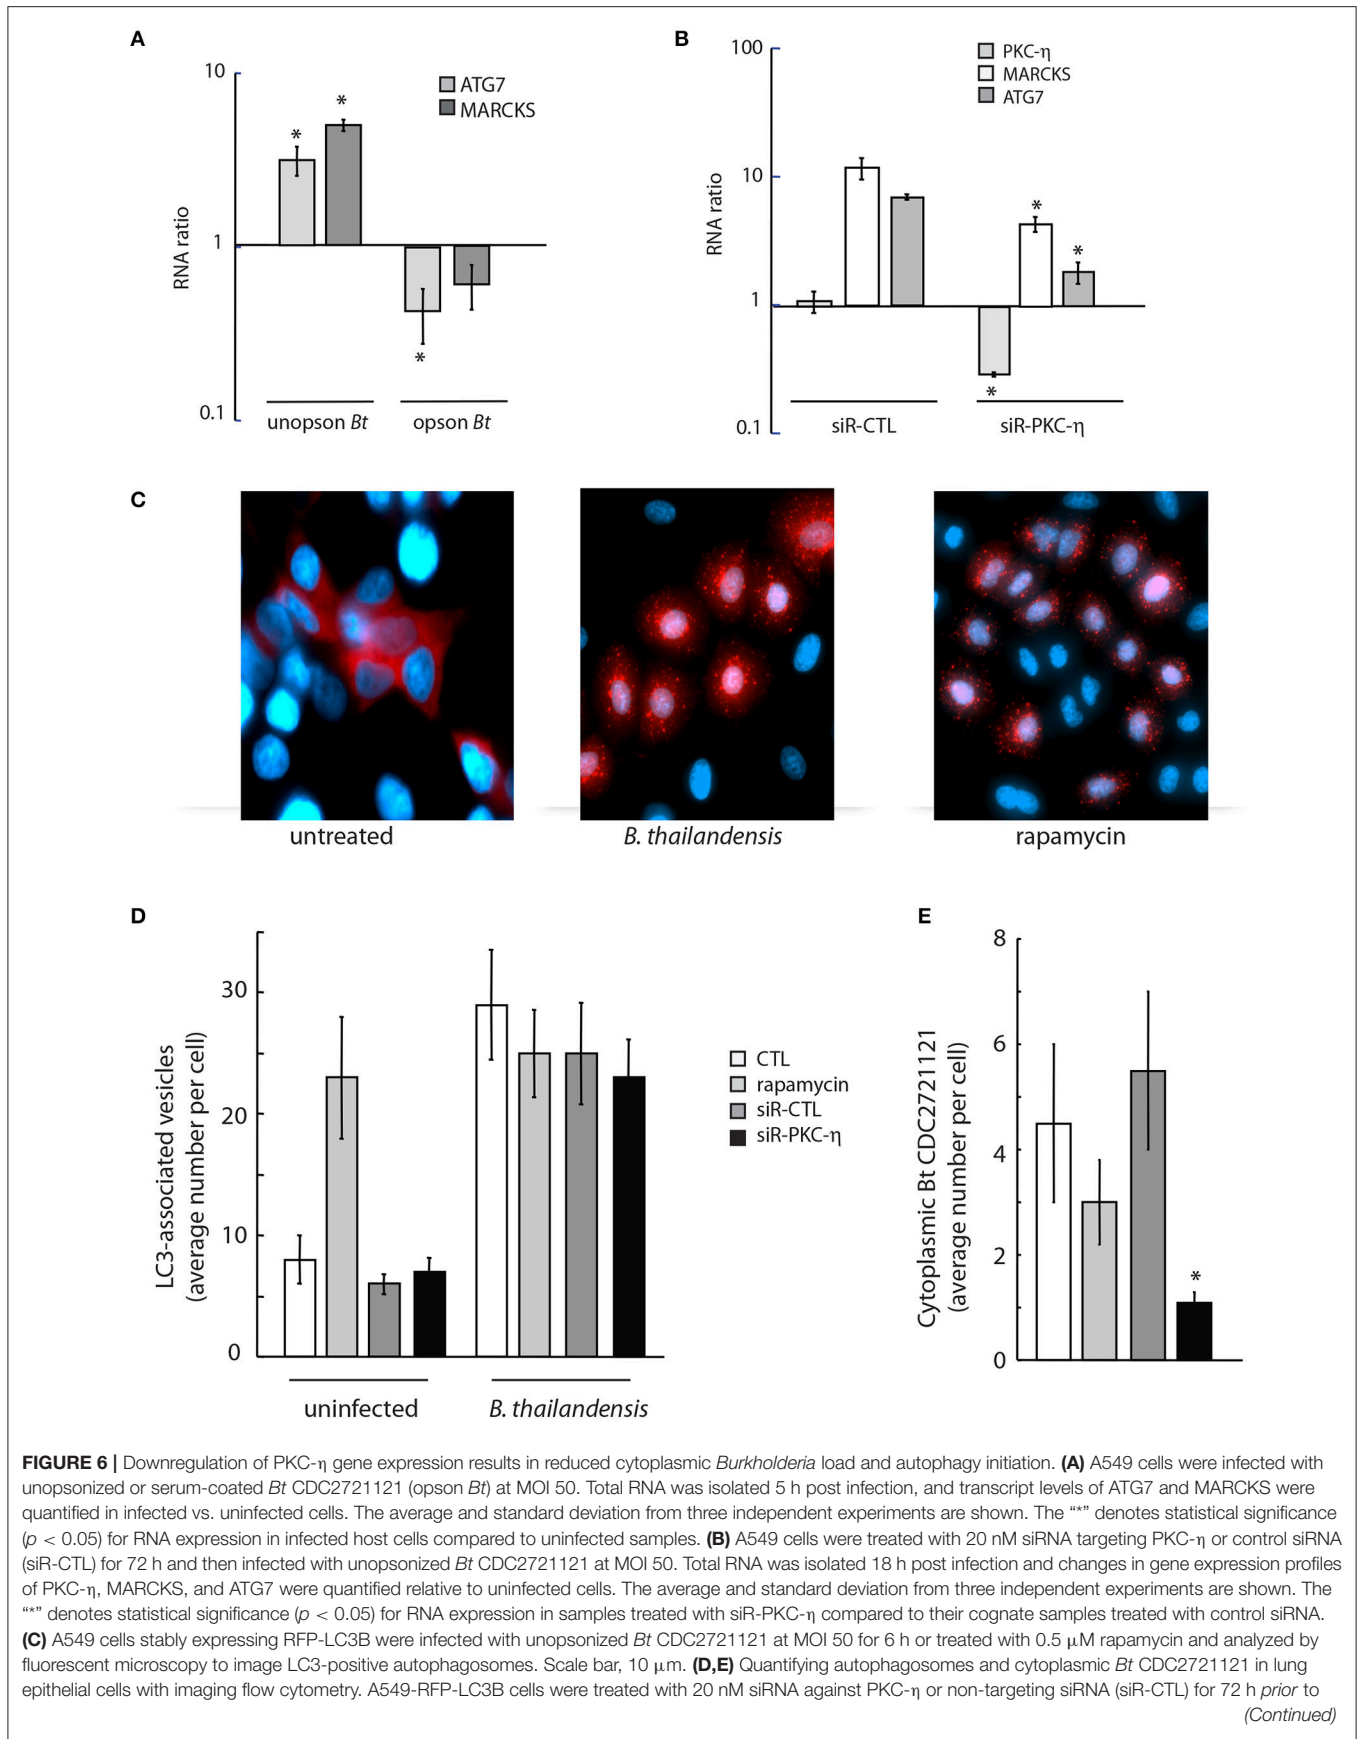 A
10
1
0.1
RNA ratio
ATG7
MARCKS
*
*
*
unopson Bt
opson Bt
B
100
10
1
0.1
RNA ratio
PKC-η
MARCKS
ATG7
*
*
*
siR-CTL
siR-PKC-η
C
untreated
B. thailandensis
rapamycin
D
30
20
10
0
LC3-associated vesicles
(average number per cell)
uninfected
B. thailandensis
CTL
rapamycin
siR-CTL
siR-PKC-η
E
8
6
4
2
0
Cytoplasmic Bt CDC2721121
(average number per cell)
*
FIGURE 6 | Downregulation of PKC-η gene expression results in reduced cytoplasmic Burkholderia load and autophagy initiation. (A) A549 cells were infected with
unopsonized or serum-coated Bt CDC2721121 (opson Bt) at MOI 50. Total RNA was isolated 5 h post infection, and transcript levels of ATG7 and MARCKS were
quantified in infected vs. uninfected cells. The average and standard deviation from three independent experiments are shown. The “*” denotes statistical significance
(p < 0.05) for RNA expression in infected host cells compared to uninfected samples. (B) A549 cells were treated with 20 nM siRNA targeting PKC-η or control siRNA
(siR-CTL) for 72 h and then infected with unopsonized Bt CDC2721121 at MOI 50. Total RNA was isolated 18 h post infection and changes in gene expression profiles
of PKC-η, MARCKS, and ATG7 were quantified relative to uninfected cells. The average and standard deviation from three independent experiments are shown. The
“*” denotes statistical significance (p < 0.05) for RNA expression in samples treated with siR-PKC-η compared to their cognate samples treated with control siRNA.
(C) A549 cells stably expressing RFP-LC3B were infected with unopsonized Bt CDC2721121 at MOI 50 for 6 h or treated with 0.5 μM rapamycin and analyzed by
fluorescent microscopy to image LC3-positive autophagosomes. Scale bar, 10 μm. (D,E) Quantifying autophagosomes and cytoplasmic Bt CDC2721121 in lung
epithelial cells with imaging flow cytometry. A549-RFP-LC3B cells were treated with 20 nM siRNA against PKC-η or non-targeting siRNA (siR-CTL) for 72 h prior to
(Continued)